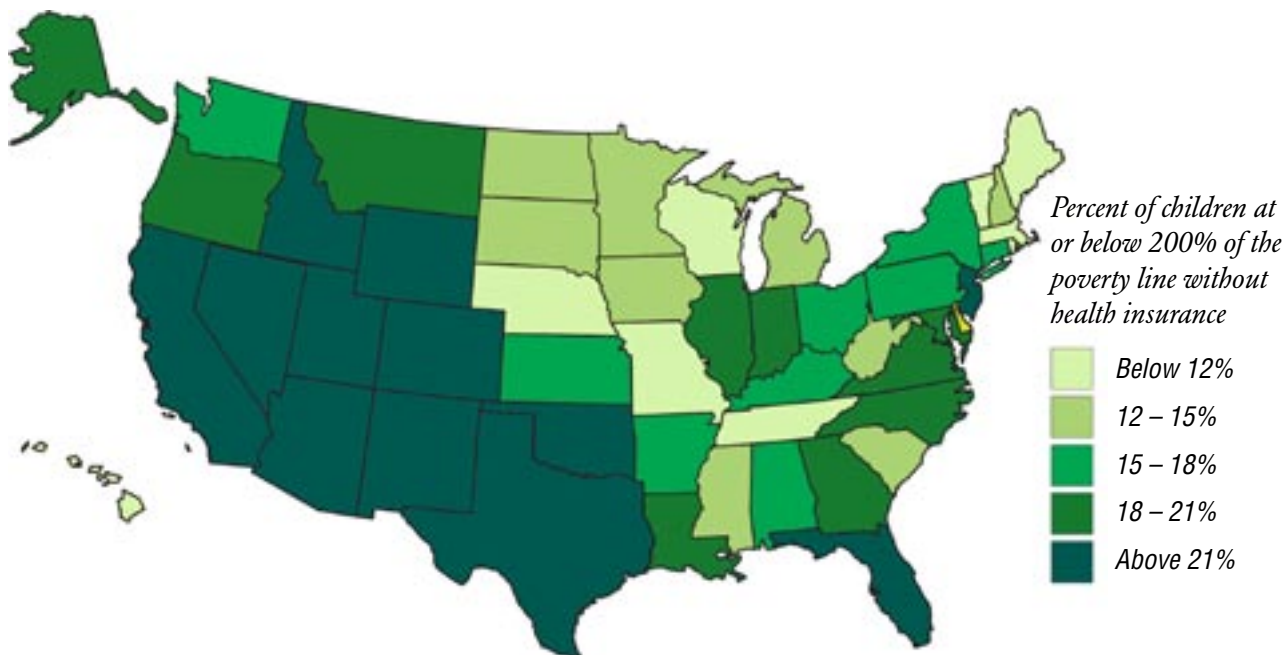 Percent of children at
or below 200% of the
poverty line without
health insurance
Below 12%
12 – 15%
15 – 18%
18 – 21%
Above 21%